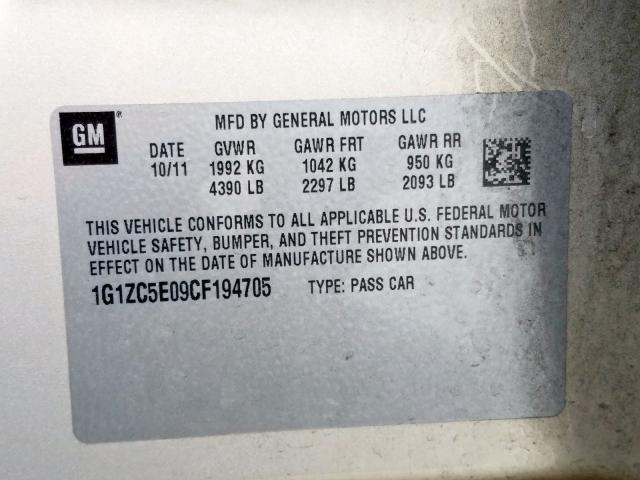 GM
MFD BY GENERAL MOTORS LLC
DATE GVWR GAWR FRT GAWR RR
10/11 1992 KG 1042 KG 950 KG
4390 LB 2297 LB 2093 LB
THIS VEHICLE CONFORMS TO ALL APPLICABLE U.S. FEDERAL MOTOR
VEHICLE SAFETY, BUMPER, AND THEFT PREVENTION STANDARDS IN
EFFECT ON THE DATE OF MANUFACTURE SHOWN ABOVE.
1G1ZC5E09CF194705 TYPE: PASS CAR